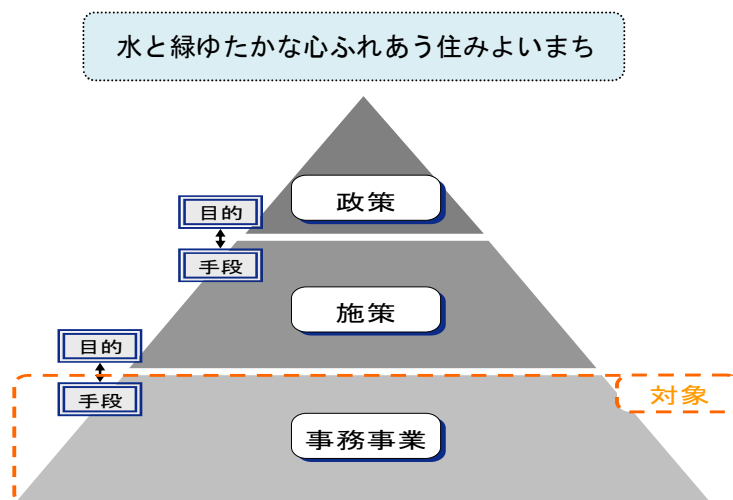 水と緑ゆたかな心ふれあう住みよいまち
政策
目的
手段
施策
目的
手段
対象
事務事業